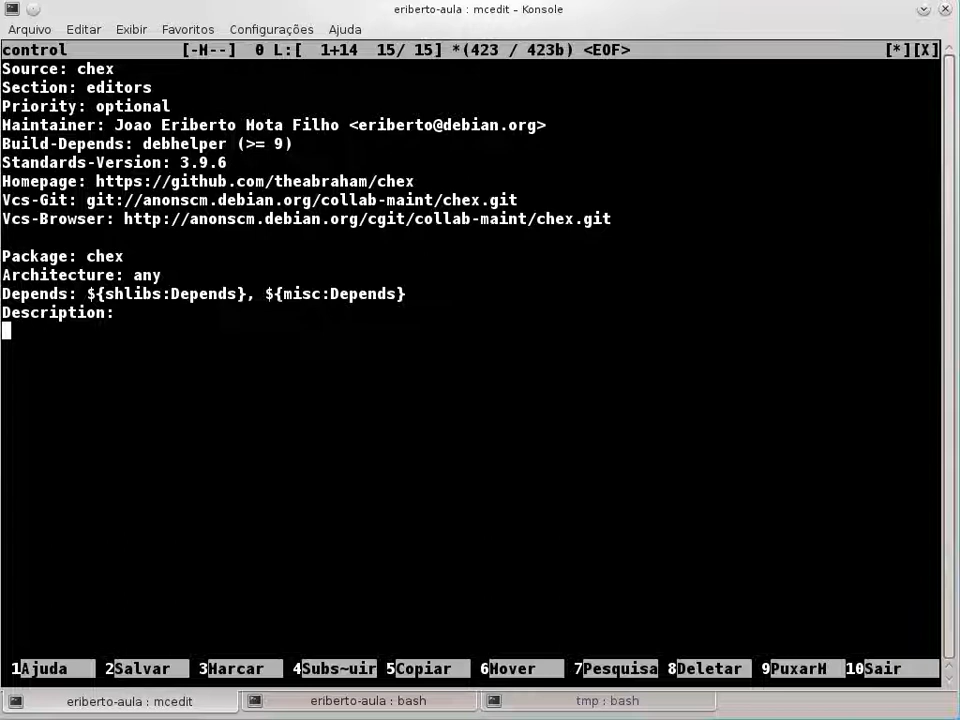 eriberto-aula : mcedit – Konsole
Arquivo Editar Exibir Favoritos Configurações Ajuda
control [-M--] 0 L:[ 1+14 15/ 15] *(423 / 423b) <EOF> [*][X]
Source: chex
Section: editors
Priority: optional
Maintainer: Joao Eriberto Mota Filho <eriberto@debian.org>
Build-Depends: debhelper (>= 9)
Standards-Version: 3.9.6
Homepage: https://github.com/theabraham/chex
Vcs-Git: git://anonscm.debian.org/collab-maint/chex.git
Vcs-Browser: http://anonscm.debian.org/cgit/collab-maint/chex.git
Package: chex
Architecture: any
Depends: ${shlibs:Depends}, ${misc:Depends}
Description:
1Ajuda 2Salvar 3Marcar 4Subs~uir 5Copiar 6Mover 7Pesquisa 8Deletar 9PuxarM 10Sair
eriberto-aula : mcedit eriberto-aula : bash tmp : bash